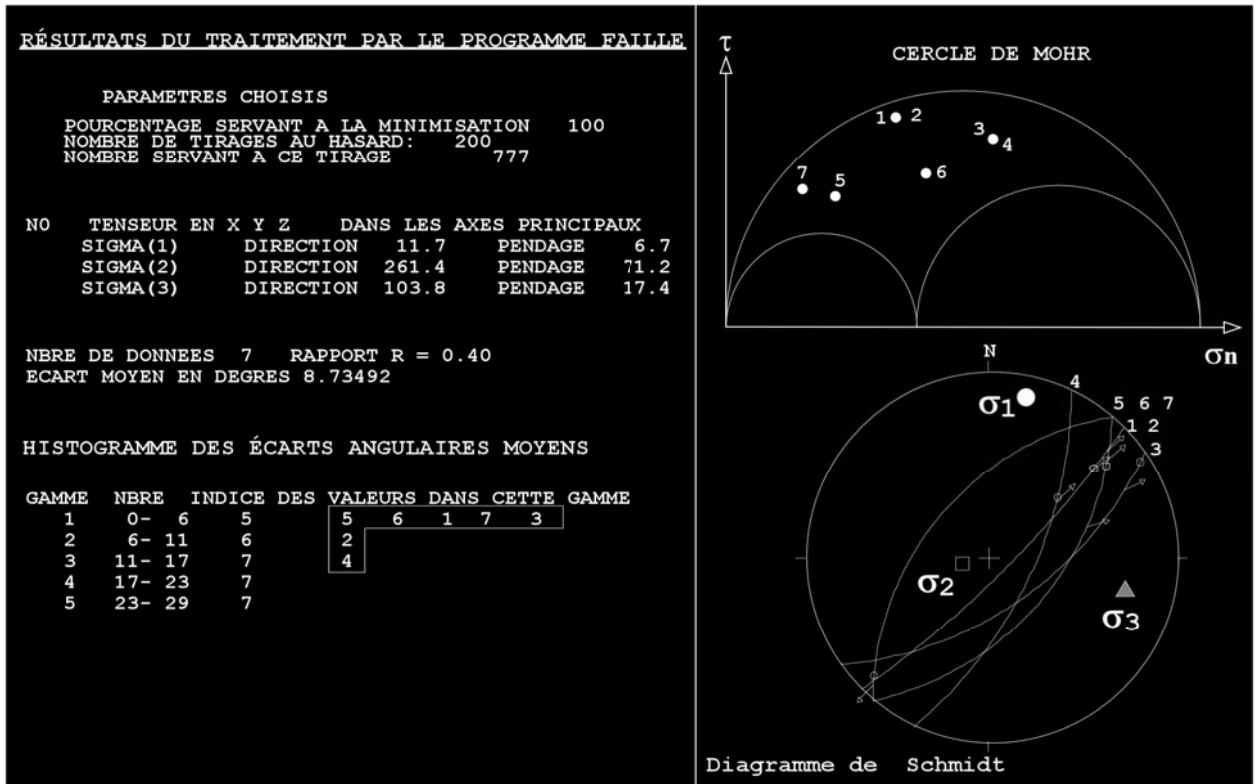 RÉSULTATS DU TRAITEMENT PAR LE PROGRAMME FAILLE
PARAMETRES CHOISIS
POURCENTAGE SERVANT A LA MINIMISATION 100
NOMBRE DE TIRAGES AU HASARD: 200
NOMBRE SERVANT A CE TIRAGE 777
N0 TENSEUR EN X Y Z DANS LES AXES PRINCIPAUX
SIGMA(1) DIRECTION 11.7 PENDAGE 6.7
SIGMA(2) DIRECTION 261.4 PENDAGE 71.2
SIGMA(3) DIRECTION 103.8 PENDAGE 17.4
NBRE DE DONNEES 7 RAPPORT R = 0.40
ECART MOYEN EN DEGRES 8.73492
HISTOGRAMME DES ÉCARTS ANGULAIRES MOYENS
GAMME NBRE INDICE DES VALEURS DANS CETTE GAMME
1 0- 6 5 5 6 1 7 3
2 6- 11 6 2
3 11- 17 7 4
4 17- 23 7
5 23- 29 7
τ
CERCLE DE MOHR
1 2
3
4
7
5
6
σn
N
4
5 6 7
1 2
3
σ1
σ2
σ3
Diagramme de Schmidt